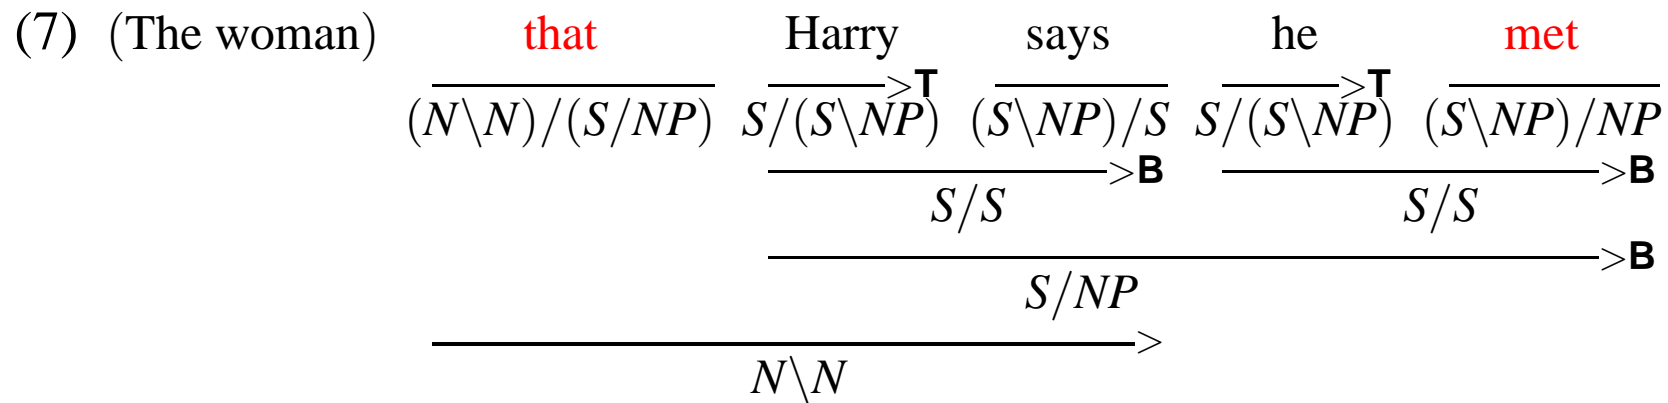 (7) (The woman) that Harry says he met
>T >T
(N\N)/(S/NP) S/(S\NP) (S\NP)/S S/(S\NP) (S\NP)/NP
>B >B
S/S S/S
>B
S/NP
>
N\N